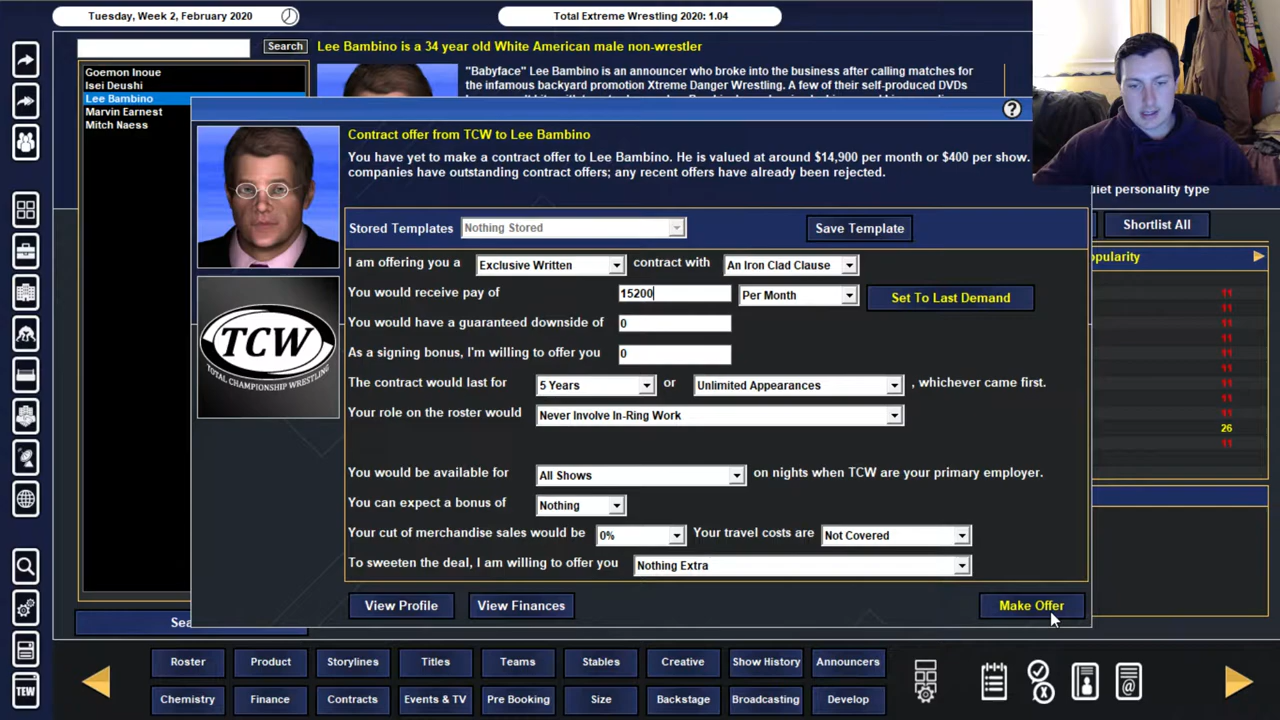 Tuesday, Week 2, February 2020
Total Extreme Wrestling 2020: 1.04
Search
Lee Bambino is a 34 year old White American male non-wrestler
Goemon Inoue
Isei Deushi
Lee Bambino
Marvin Earnest
Mitch Naess
"Babyface" Lee Bambino is an announcer who broke into the business after calling matches for
the infamous backyard promotion Xtreme Danger Wrestling. A few of their self-produced DVDs
?
Contract offer from TCW to Lee Bambino
You have yet to make a contract offer to Lee Bambino. He is valued at around $14,900 per month or $400 per show.
companies have outstanding contract offers; any recent offers have already been rejected.
uiet personality type
Stored Templates
Nothing Stored
Save Template
Shortlist All
I am offering you a
Exclusive Written
contract with
An Iron Clad Clause
opularity
You would receive pay of
15200
Per Month
Set To Last Demand
You would have a guaranteed downside of
0
As a signing bonus, I'm willing to offer you
0
The contract would last for
5 Years
or
Unlimited Appearances
, whichever came first.
Your role on the roster would
Never Involve In-Ring Work
11
11
11
11
11
11
11
11
11
26
11
TCW
TOTAL CHAMPIONSHIP WRESTLING
You would be available for
All Shows
on nights when TCW are your primary employer.
You can expect a bonus of
Nothing
Your cut of merchandise sales would be
0%
Your travel costs are
Not Covered
To sweeten the deal, I am willing to offer you
Nothing Extra
View Profile
View Finances
Make Offer
Sea
Roster
Product
Storylines
Titles
Teams
Stables
Creative
Show History
Announcers
Chemistry
Finance
Contracts
Events & TV
Pre Booking
Size
Backstage
Broadcasting
Develop
TEW